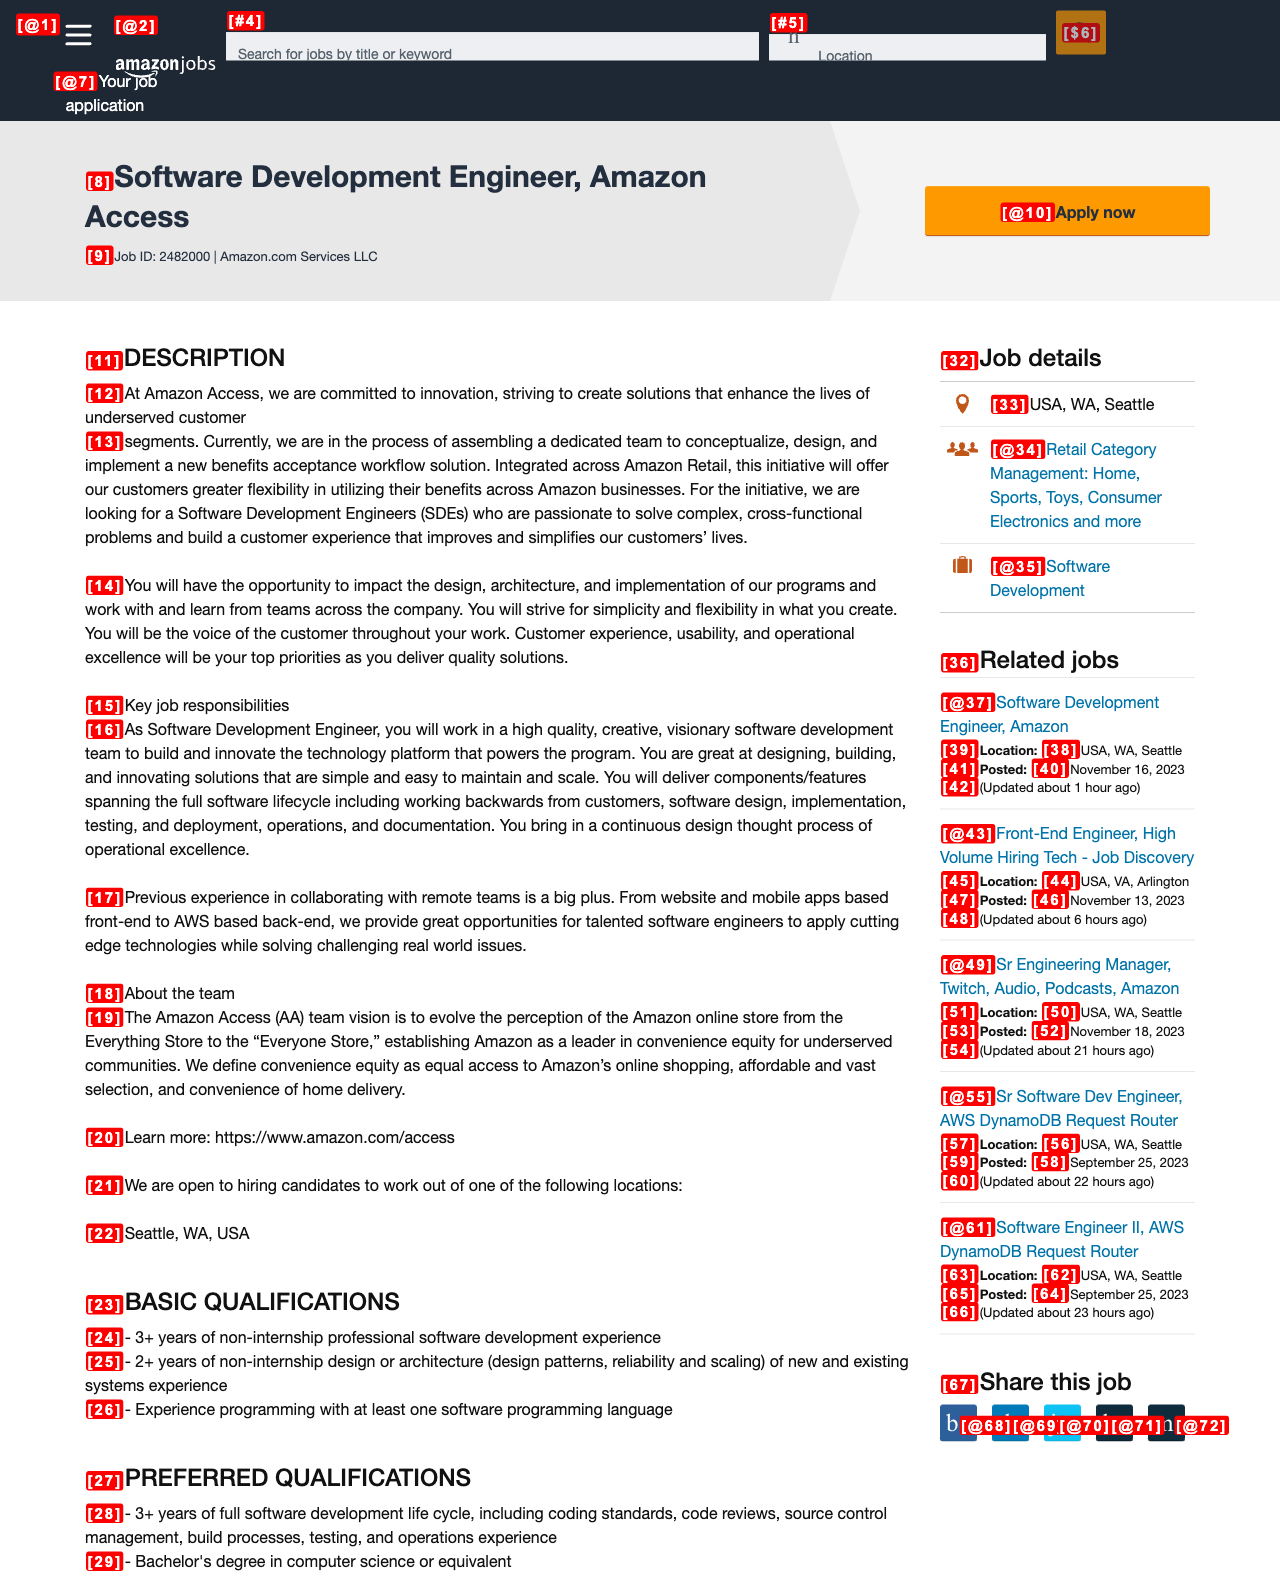 [@1]
[@2]
amazonjobs
[#4]
Search for jobs by title or keyword
[#5]
n
Location
[$6]
[@7] Your job
application
[8] Software Development Engineer, Amazon
Access
[9] Job ID: 2482000 | Amazon.com Services LLC
[@10] Apply now
[11] DESCRIPTION
[12] At Amazon Access, we are committed to innovation, striving to create solutions that enhance the lives of
underserved customer
[13] segments. Currently, we are in the process of assembling a dedicated team to conceptualize, design, and
implement a new benefits acceptance workflow solution. Integrated across Amazon Retail, this initiative will offer
our customers greater flexibility in utilizing their benefits across Amazon businesses. For the initiative, we are
looking for a Software Development Enginers (SDEs) who are passionate to solve complex, cross-functional
problems and build a customer experience that improves and simplifies our customers’ lives.
[14] You will have the opportunity to impact the design, architecture, and implementation of our programs and
work with and learn from teams across the company. You will strive for simplicity and flexibility in what you create.
You will be the voice of the customer throughout your work. Customer experience, usability, and operational
excellence will be your top priorities as you deliver quality solutions.
[15] Key job responsibilities
[16] As Software Development Engineer, you will work in a high quality, creative, visionary software development
team to build and innovate the technology platform that powers the program. You are great at designing, building,
and innovating solutions that are simple and easy to maintain and scale. You will deliver components/features
spanning the full software lifecycle including working backwards from customers, software design, implementation,
testing, and deployment, operations, and documentation. You bring in a continuous design thought process of
operational excellence.
[17] Previous experience in collaborating with remote teams is a big plus. From website and mobile apps based
front-end to AWS based back-end, we provide great opportunities for talented software engineers to apply cutting
edge technologies while solving challenging real world issues.
[18] About the team
[19] The Amazon Access (AA) team vision is to evolve the perception of the Amazon online store from the
Everything Store to the “Everyone Store,” establishing Amazon as a leader in convenience equity for underserved
communities. We define convenience equity as equal access to Amazon’s online shopping, affordable and vast
selection, and convenience of home delivery.
[20] Learn more: https://www.amazon.com/access
[21] We are open to hiring candidates to work out of one of the following locations:
[22] Seattle, WA, USA
[23] BASIC QUALIFICATIONS
[24] - 3+ years of non-internship professional software development experience
[25] - 2+ years of non-internship design or architecture (design patterns, reliability and scaling) of new and existing
systems experience
[26] - Experience programming with at least one software programming language
[27] PREFERRED QUALIFICATIONS
[28] - 3+ years of full software development life cycle, including coding standards, code reviews, source control
management, build processes, testing, and operations experience
[29] - Bachelor's degree in computer science or equivalent
[32] Job details
[33] USA, WA, Seattle
[@34] Retail Category
Management: Home,
Sports, Toys, Consumer
Electronics and more
[@35] Software
Development
[36] Related jobs
[@37] Software Development
Engineer, Amazon
[39] Location: [38] USA, WA, Seattle
[41] Posted: [40] November 16, 2023
[42] (Updated about 1 hour ago)
[@43] Front-End Engineer, High
Volume Hiring Tech - Job Discovery
[45] Location: [44] USA, VA, Arlington
[47] Posted: [46] November 13, 2023
[48] (Updated about 6 hours ago)
[@49] Sr Engineering Manager,
Twitch, Audio, Podcasts, Amazon
[51] Location: [50] USA, WA, Seattle
[53] Posted: [52] November 18, 2023
[54] (Updated about 21 hours ago)
[@55] Sr Software Dev Engineer,
AWS DynamoDB Request Router
[57] Location: [56] USA, WA, Seattle
[59] Posted: [58] September 25, 2023
[60] (Updated about 22 hours ago)
[@61] Software Engineer II, AWS
DynamoDB Request Router
[63] Location: [62] USA, WA, Seattle
[65] Posted: [64] September 25, 2023
[66] (Updated about 23 hours ago)
[67] Share this job
b [@68] [@69 [@70] [@71] [@72]